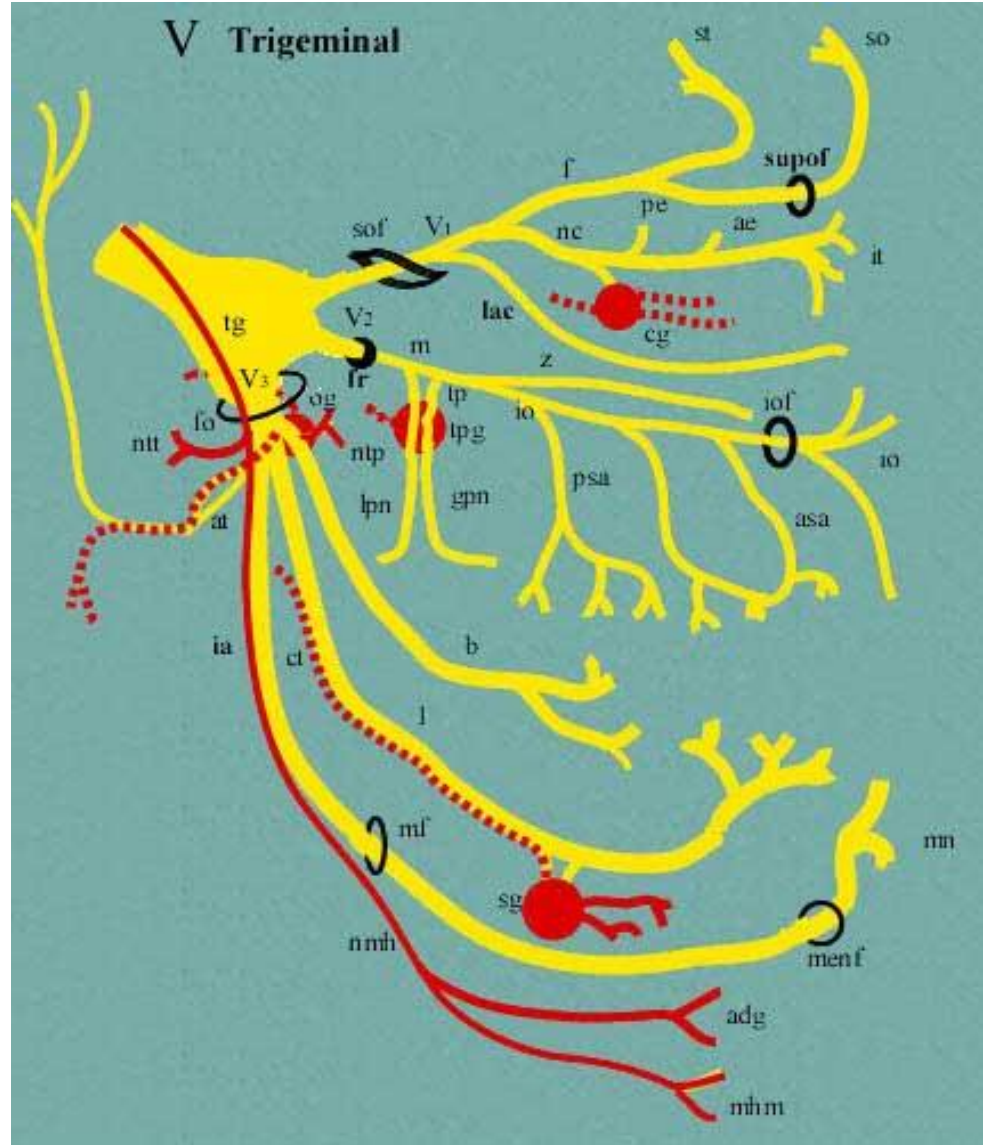 V Trigeminal
st
so
f
supof
pe
ae
sof
V1
nc
it
tg
V2
lac
cg
m
z
fr
V3
og
tp
io
iof
fo
ntt
ntp
tpg
io
lpn
gpn
psa
asa
at
ia
ct
b
l
mf
mn
sg
nmh
menf
adg
mhm